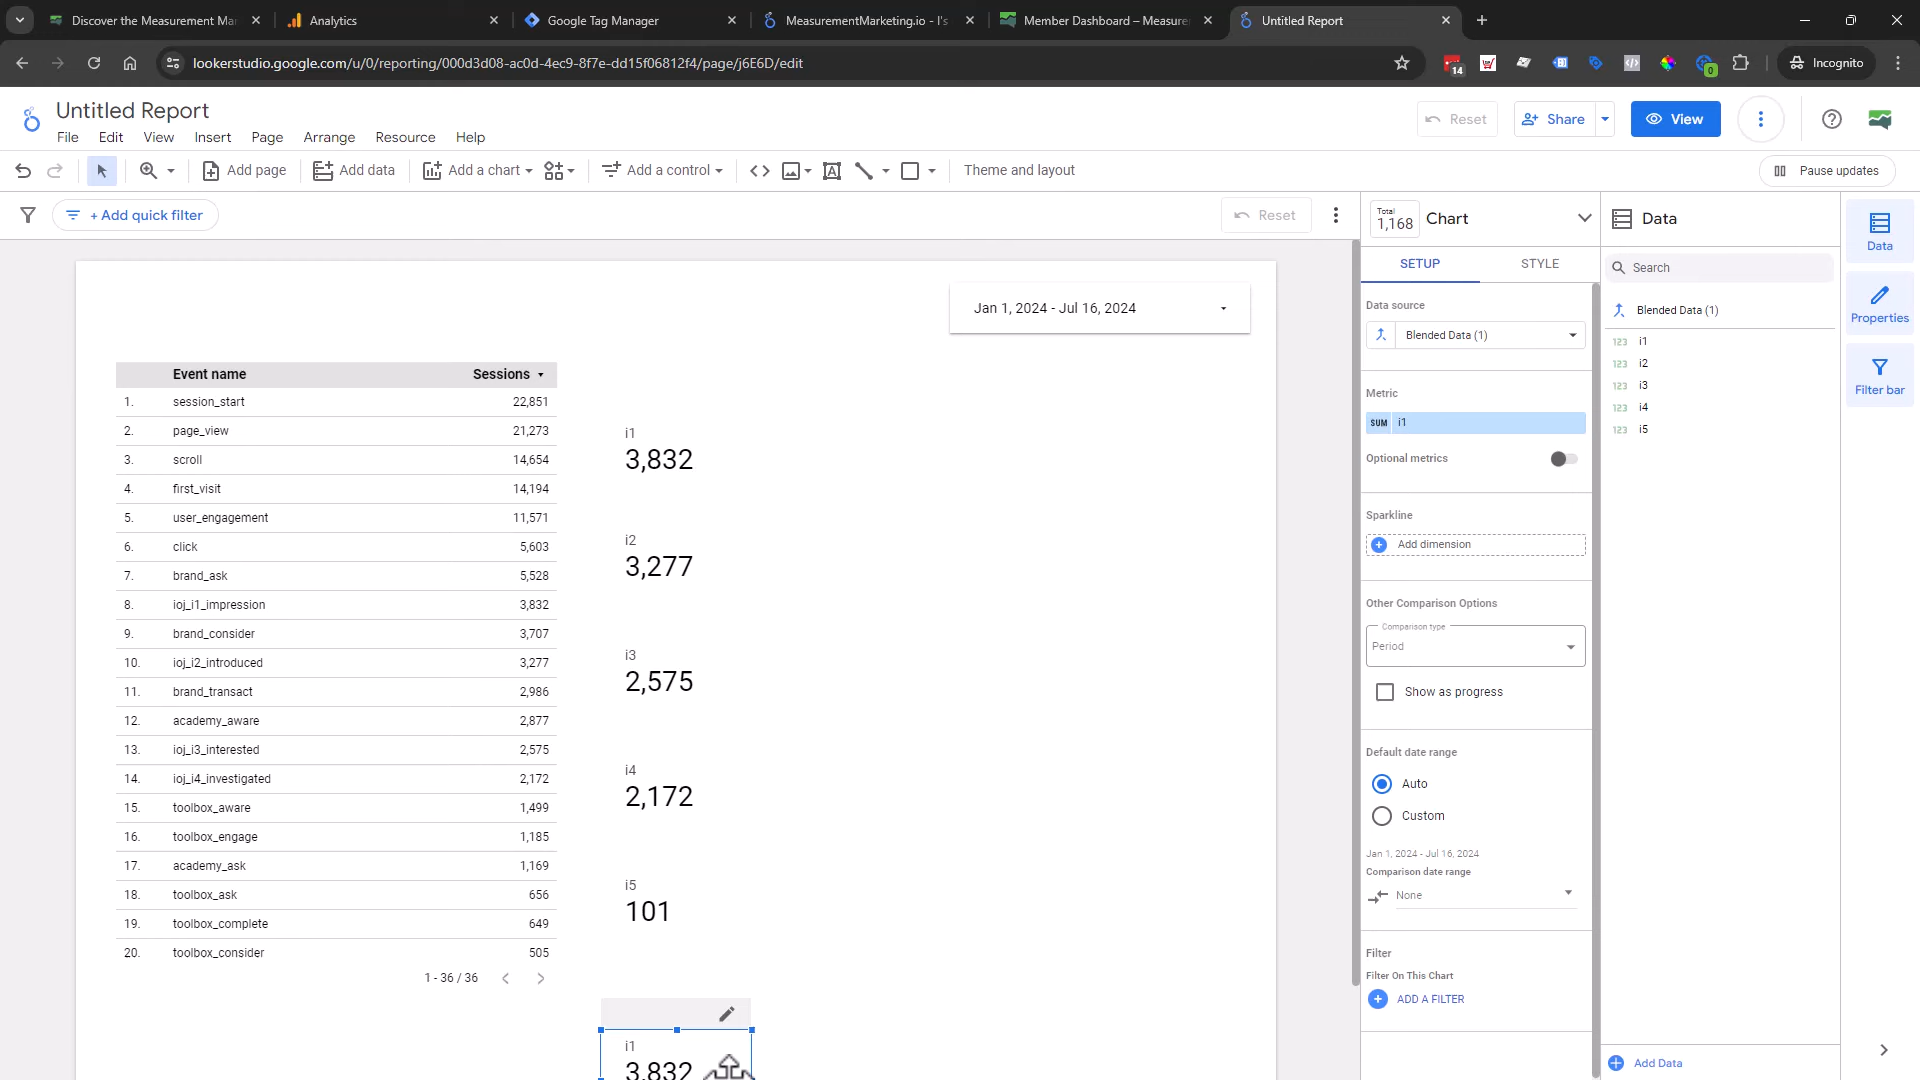 Discover the Measurement Ma
Analytics
Google Tag Manager
MeasurementMarketing.io - I's
Member Dashboard – Measure
Untitled Report
lookerstudio.google.com/u/0/reporting/000d3d08-ac0d-4ec9-8f7e-dd15f06812f4/page/j6E6D/edit
14
0
Incognito
Untitled Report
File Edit View Insert Page Arrange Resource Help
Reset
Share
View
Add page
Add data
Add a chart
Add a control
Theme and layout
Pause updates
+ Add quick filter
Reset
Jan 1, 2024 - Jul 16, 2024
Event name Sessions
1. session_start 22,851
2. page_view 21,273
3. scroll 14,654
4. first_visit 14,194
5. user_engagement 11,571
6. click 5,603
7. brand_ask 5,528
8. ioj_i1_impression 3,832
9. brand_consider 3,707
10. ioj_i2_introduced 3,277
11. brand_transact 2,986
12. academy_aware 2,877
13. ioj_i3_interested 2,575
14. ioj_i4_investigated 2,172
15. toolbox_aware 1,499
16. toolbox_engage 1,185
17. academy_ask 1,169
18. toolbox_ask 656
19. toolbox_complete 649
20. toolbox_consider 505
1 - 36 / 36
i1
3,832
i2
3,277
i3
2,575
i4
2,172
i5
101
i1
3,832
Total
1,168
Chart
SETUP STYLE
Data source
Blended Data (1)
Metric
SUM i1
Optional metrics
Sparkline
Add dimension
Other Comparison Options
Comparison type
Period
Show as progress
Default date range
Auto
Custom
Jan 1, 2024 - Jul 16, 2024
Comparison date range
None
Filter
Filter On This Chart
ADD A FILTER
Data
Search
Blended Data (1)
123 i1
123 i2
123 i3
123 i4
123 i5
Add Data
Data
Properties
Filter bar